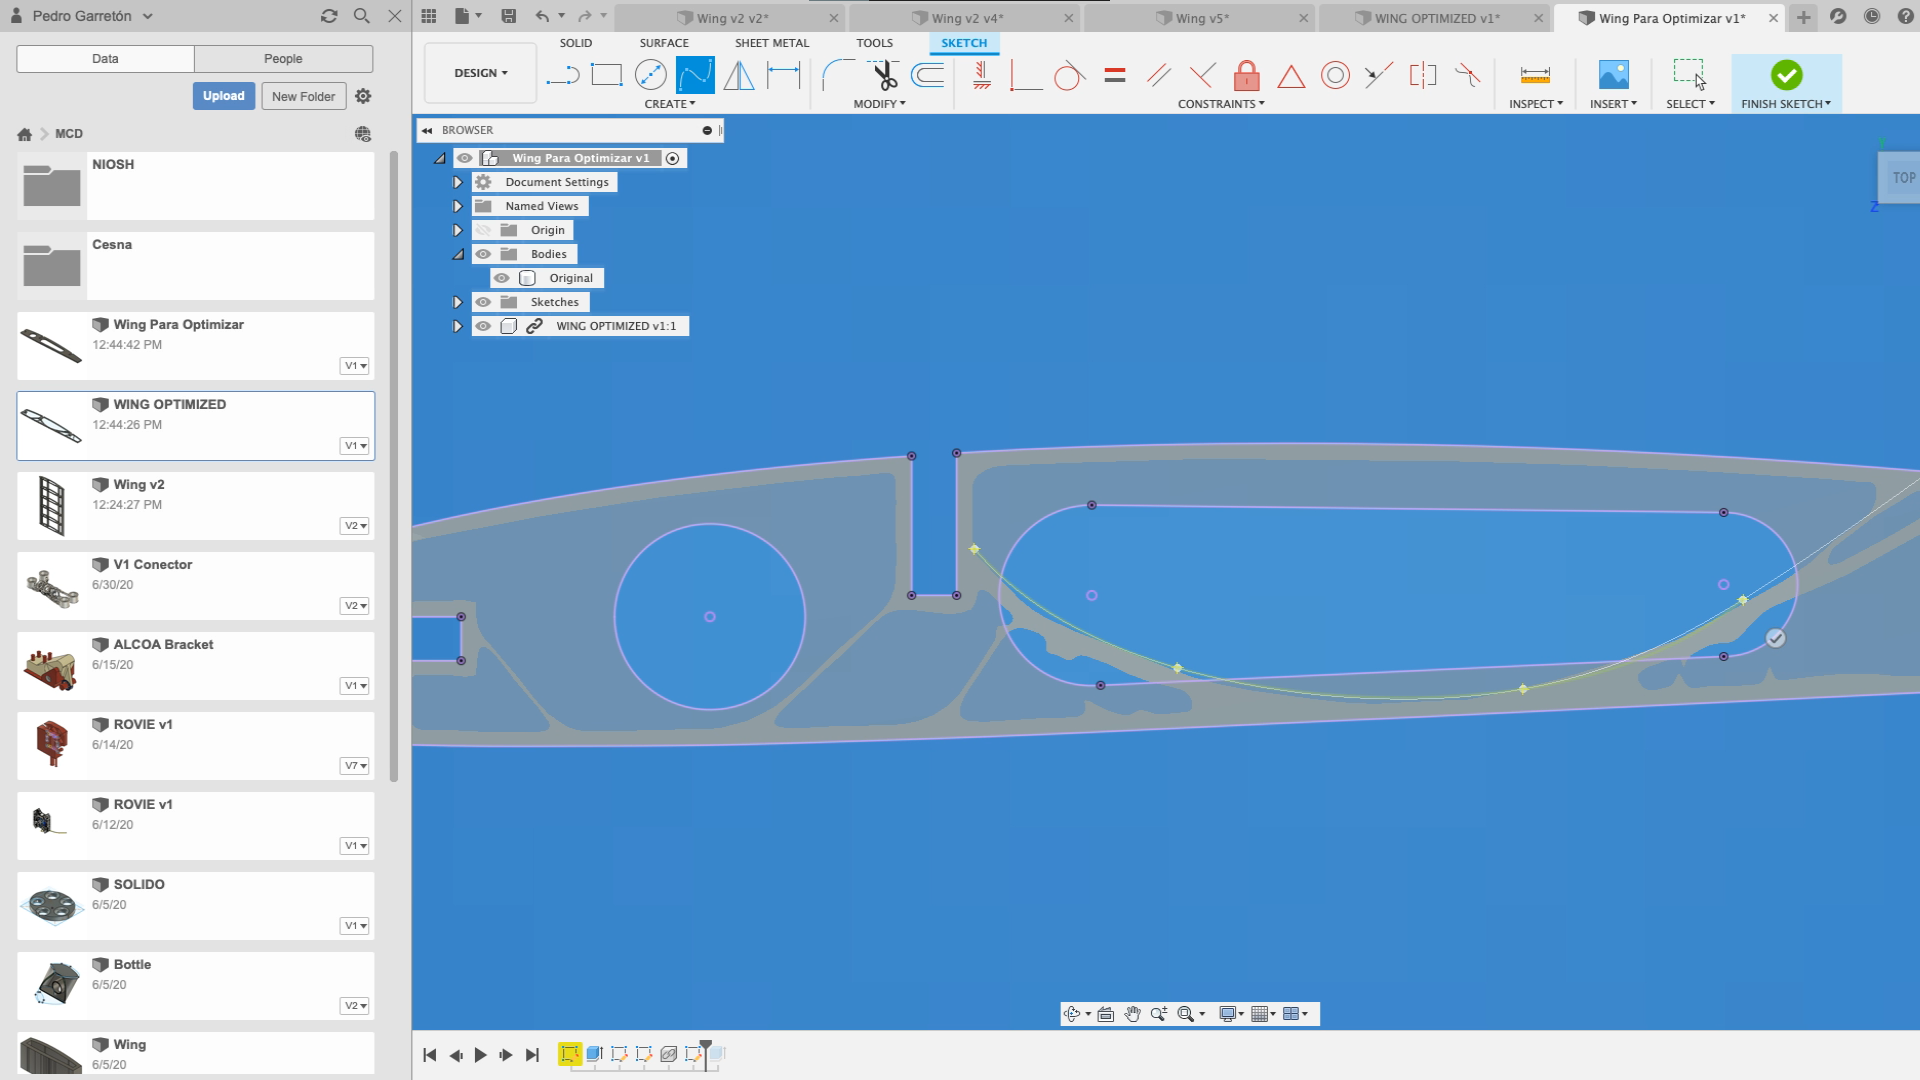 Pedro Garretón
Wing v2 v2*
Wing v2 v4*
Wing v5*
WING OPTIMIZED v1*
Wing Para Optimizar v1*
Data
People
SOLID
SURFACE
SHEET METAL
TOOLS
SKETCH
DESIGN
Upload
New Folder
CREATE
MODIFY
CONSTRAINTS
INSPECT
INSERT
SELECT
FINISH SKETCH
MCD
BROWSER
Wing Para Optimizar v1
Document Settings
Named Views
Origin
Bodies
Original
Sketches
WING OPTIMIZED v1:1
TOP
Z
NIOSH
Cesna
Wing Para Optimizar
12:44:42 PM
V1
WING OPTIMIZED
12:44:26 PM
V1
Wing v2
12:24:27 PM
V2
V1 Conector
6/30/20
V2
ALCOA Bracket
6/15/20
V1
ROVIE v1
6/14/20
V7
ROVIE v1
6/12/20
V1
SOLIDO
6/5/20
V1
Bottle
6/5/20
V2
Wing
6/5/20